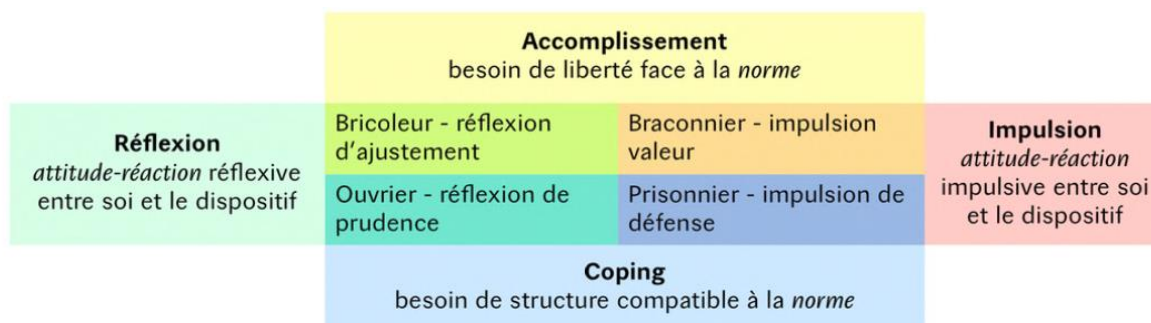 Accomplissement
besoin de liberté face à la norme
Réflexion
attitude-réaction réflexive
entre soi et le dispositif
Bricoleur - réflexion
d'ajustement
Braconnier - impulsion
valeur
Ouvrier - réflexion de
prudence
Prisonnier - impulsion de
défense
Impulsion
attitude-réaction
impulsive entre soi
et le dispositif
Coping
besoin de structure compatible à la norme